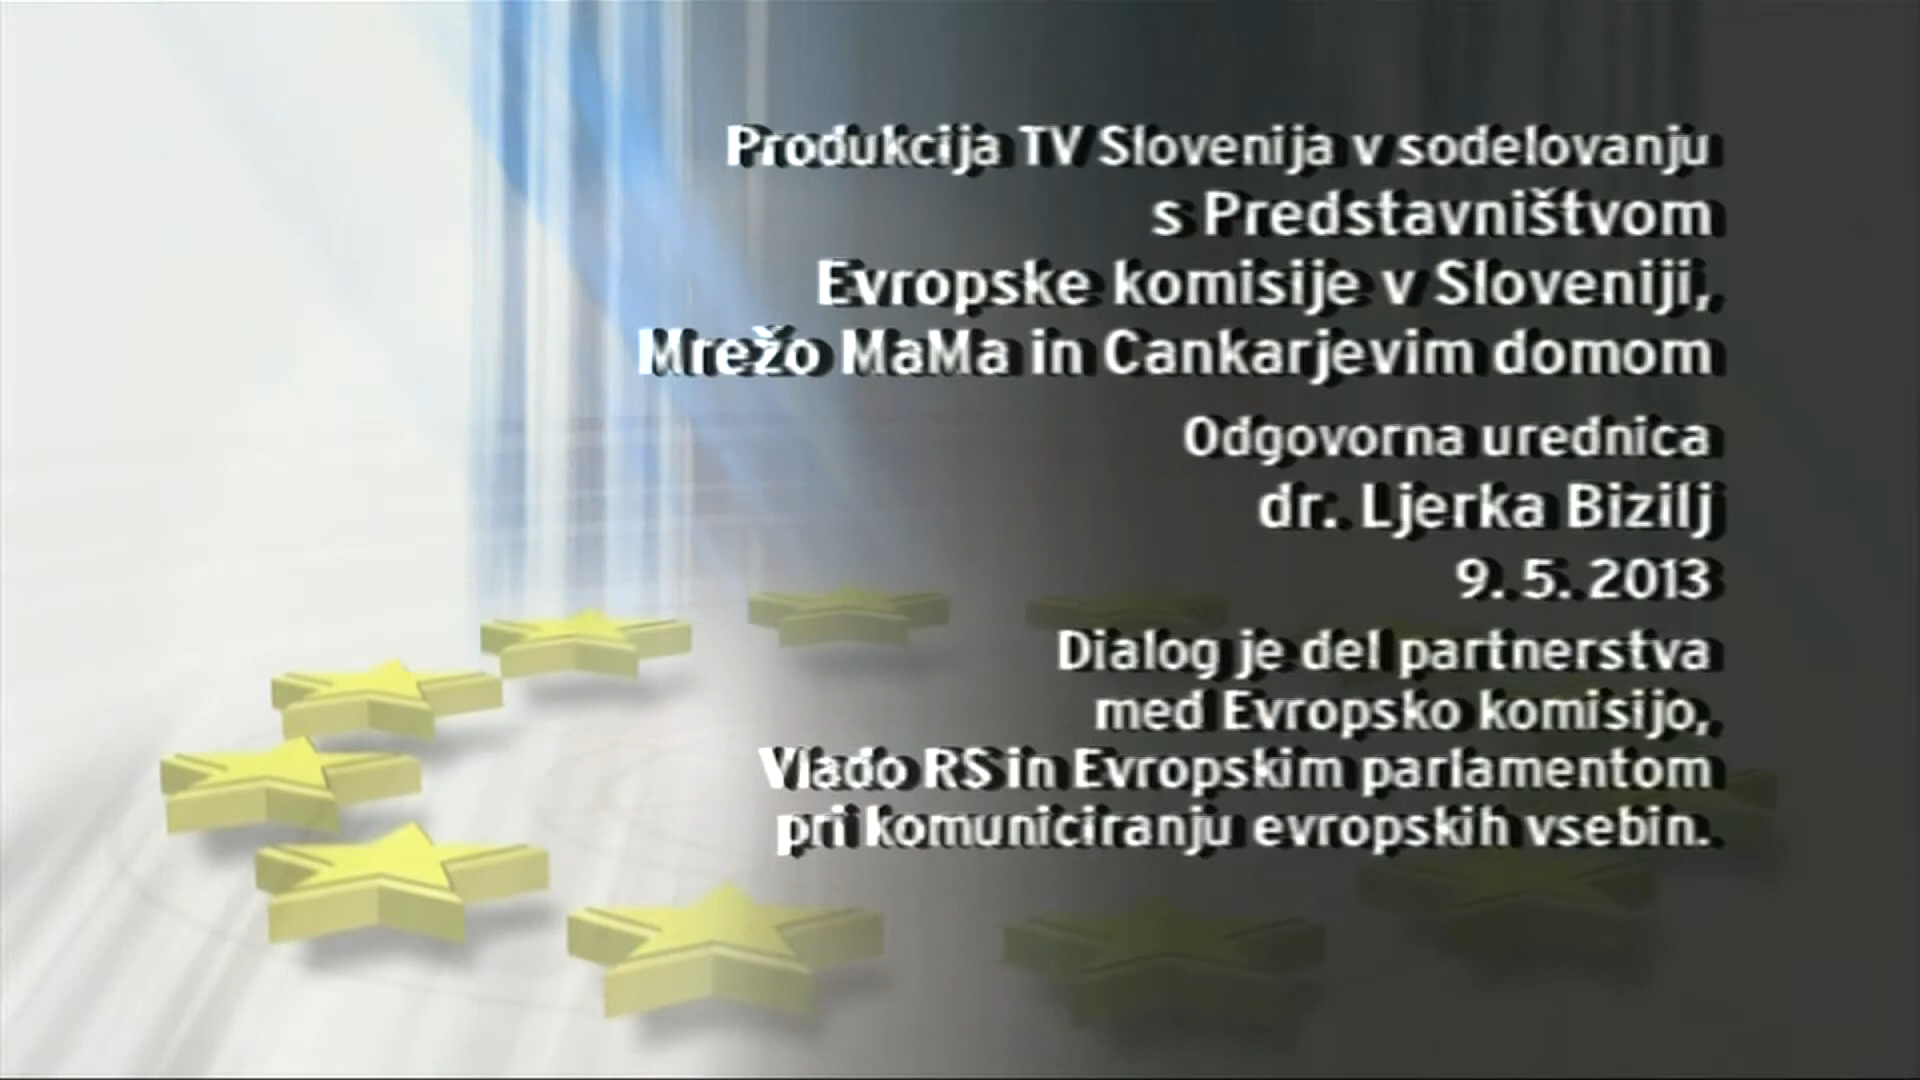 Produkcija TV Slovenija v sodelovanju
s Predstavništvom
Evropske komisije v Sloveniji,
Mrežo MaMa in Cankarjevim domom
Odgovorna urednica
dr. Ljerka Bizilj
9. 5. 2013
Dialog je del partnerstva
med Evropsko komisijo,
Vlado RS in Evropskim parlamentom
pri komuniciranju evropskih vsebin.